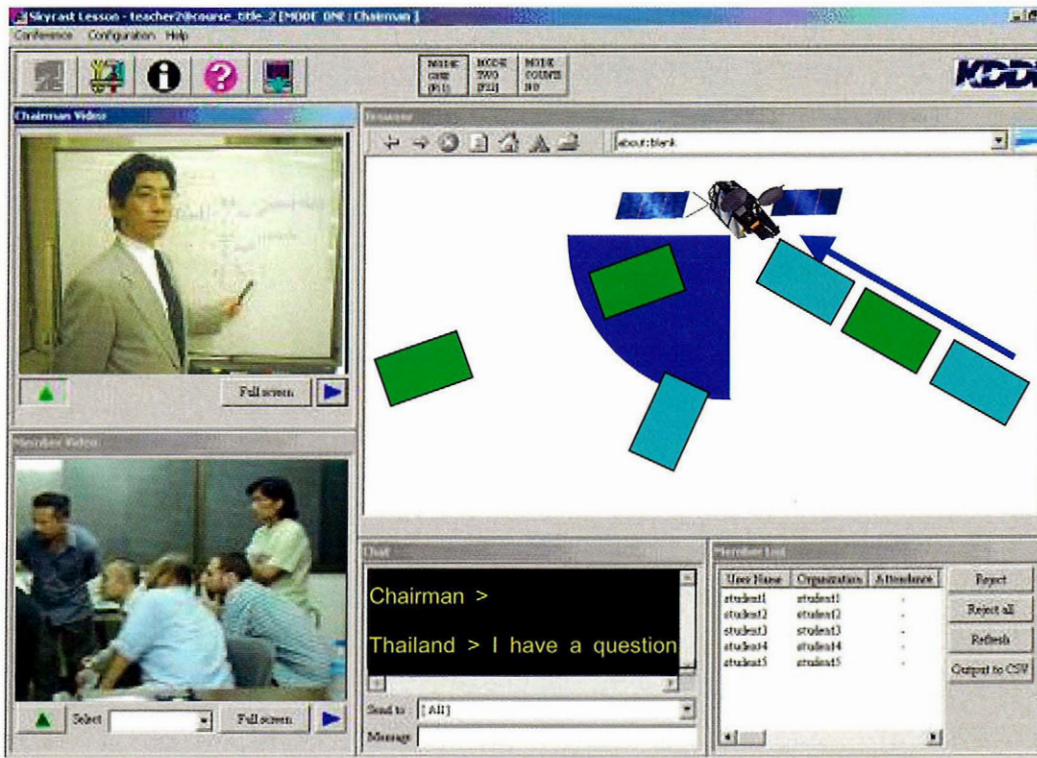 Skycast Lesson - teacher2@course_title_2 [MODE ONE: Chairman ]
Conference Configuration Help
MODE ONE [F11]
MODE TWO [F12]
MODE
KDDI
Chairman Video
Browser
about:blank
Full screen
Member Video
Select
Full screen
Chat
Chairman >
Thailand > I have a question
Send to [All]
Message
Member List
User Name Organization Attendance
student1 student1 -
student2 student2 -
student3 student3 -
student4 student4 -
student5 student5 -
Reject
Reject all
Refresh
Output to CSV